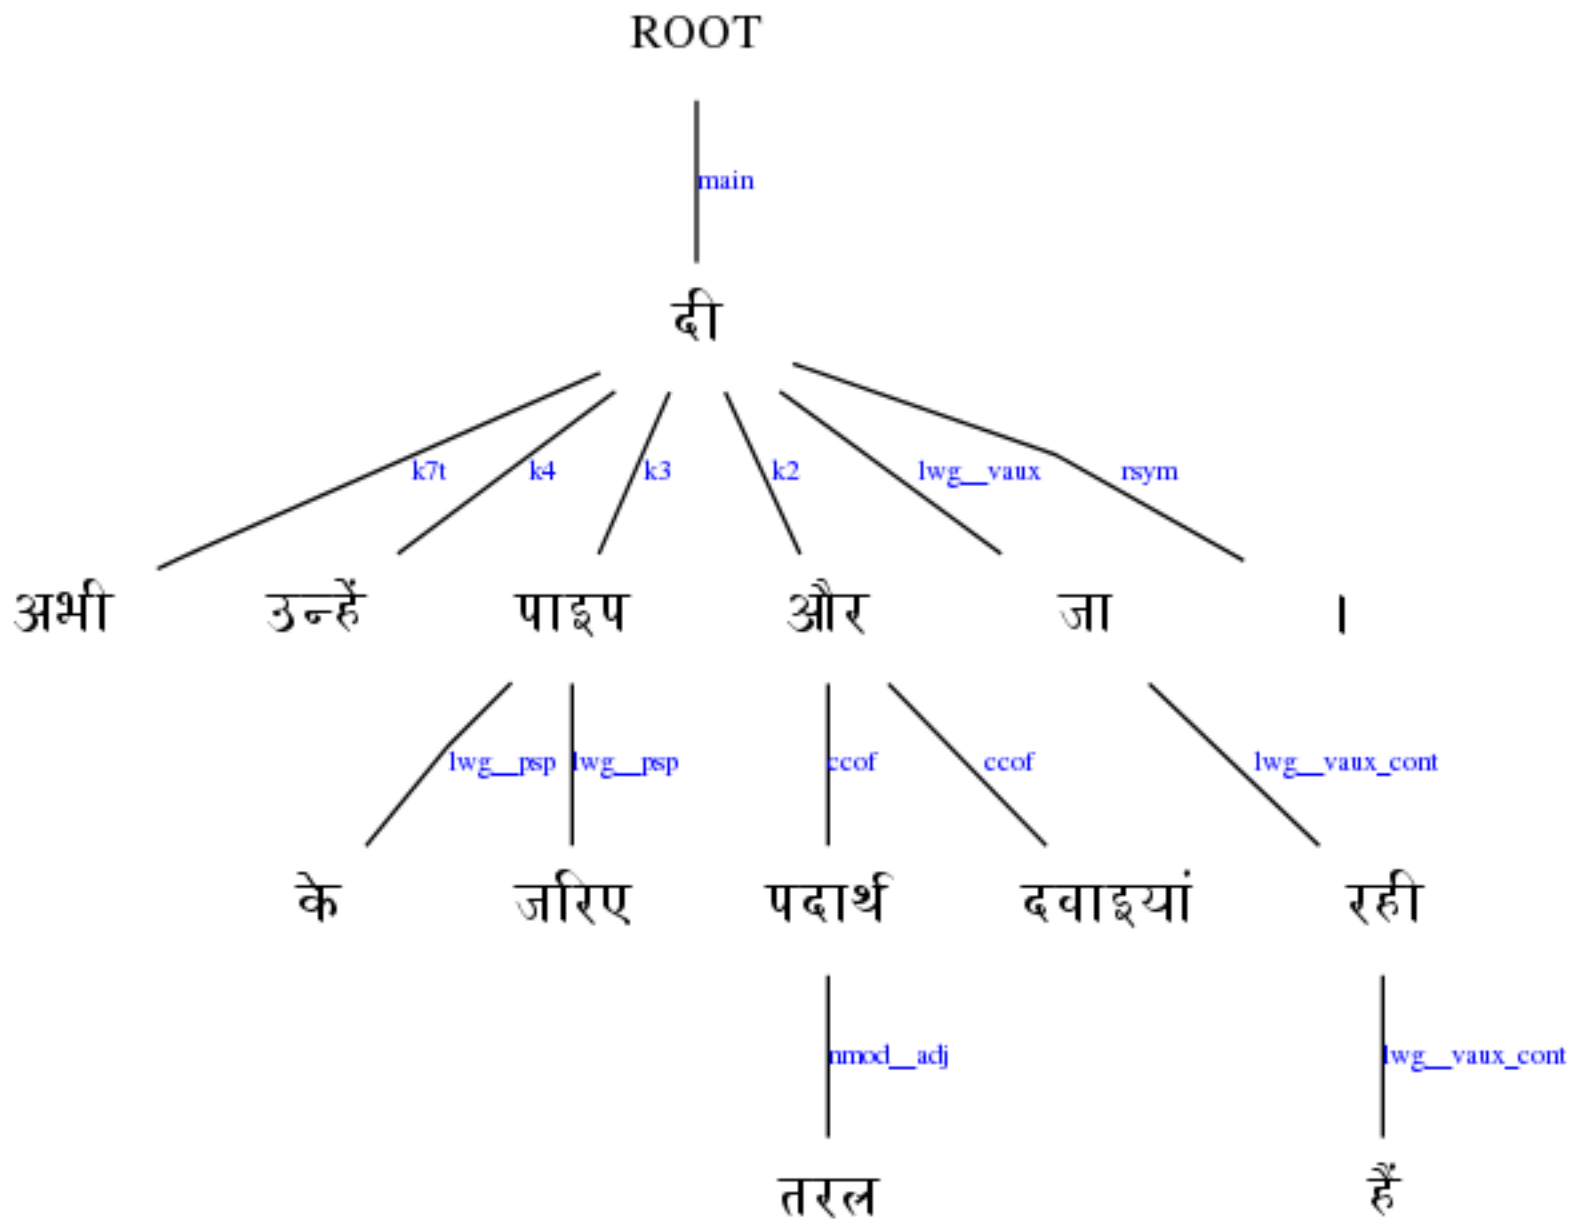 ROOT
main
दी
k7t k4 k3 k2 lwg__vaux rsym
अभी उन्हें पाइप और जा ।
lwg__psp lwg__psp ccof ccof lwg__vaux_cont
के जरिए पदार्थ दवाइयां रही
nmod__adj lwg__vaux_cont
तरल हैं